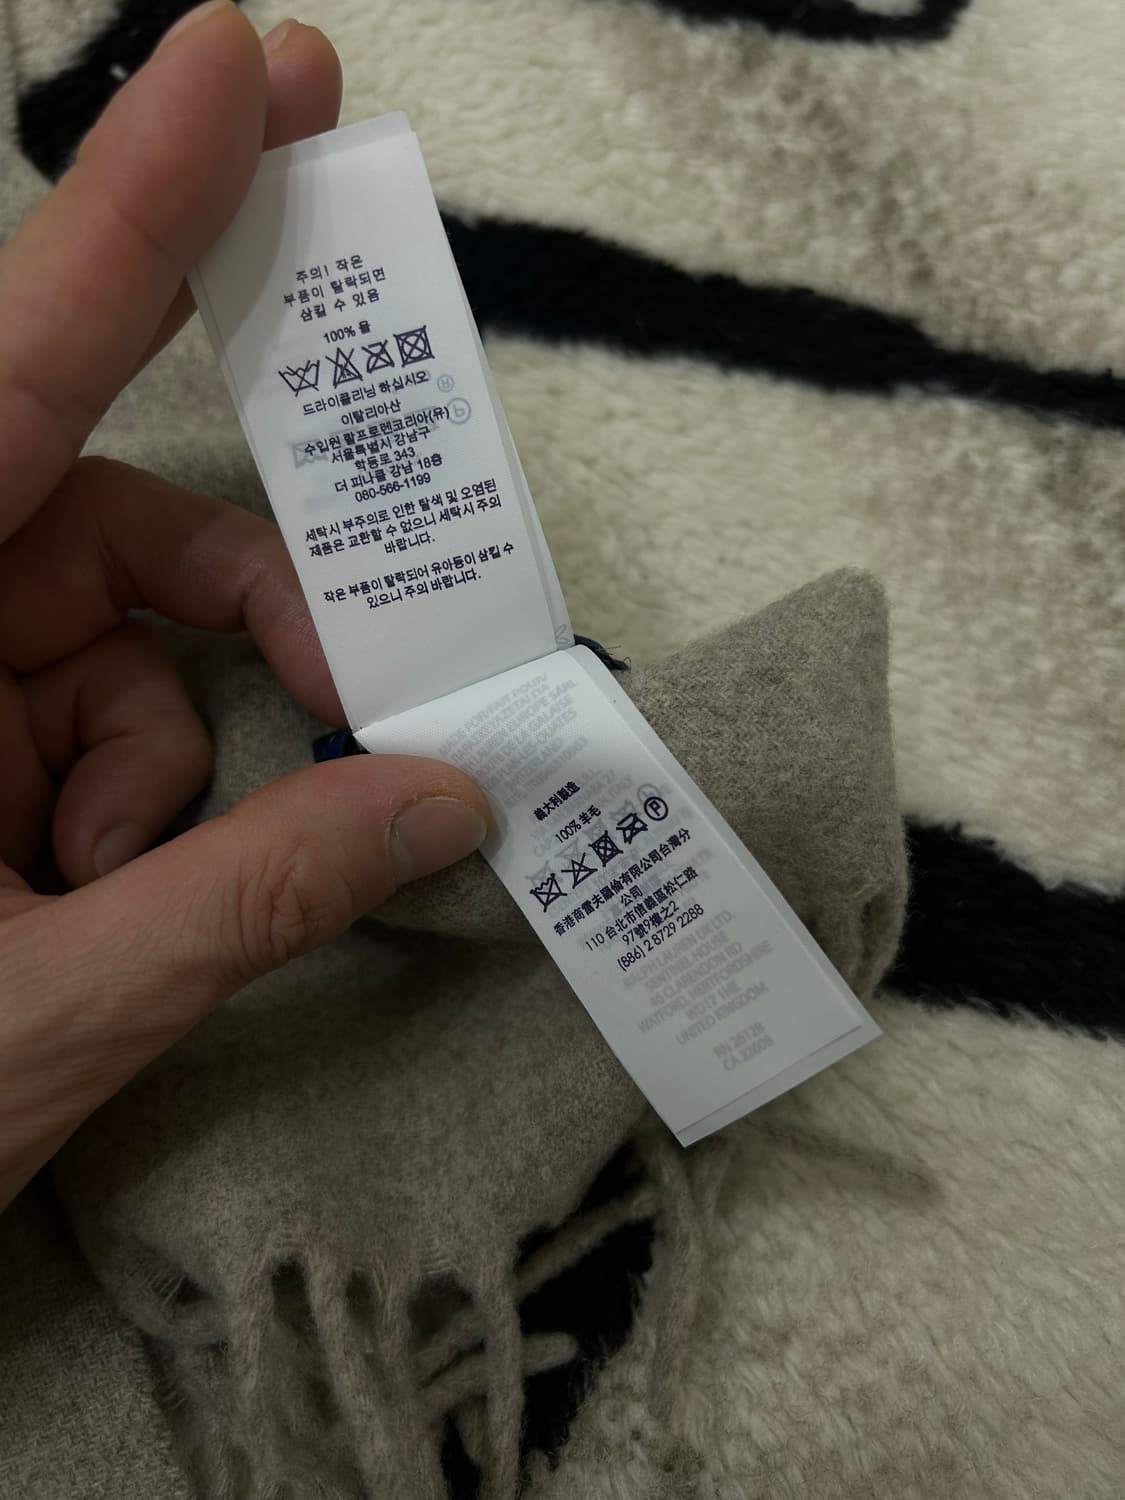 주의! 작은
부품이 탈락되면
삼킬 수 있음
100% 울
드라이클리닝 하십시오
이탈리아산
수입원 랄프로렌코리아(유)
서울특별시 강남구
학동로 343
더 피나클 강남 18층
080-566-1199
세탁시 부주의로 인한 탈색 및 오염된
제품은 교환할 수 없으니 세탁시 주의
바랍니다.
작은 부품이 탈락되어 유아등이 삼킬 수
있으니 주의 바랍니다.
義大利製造
100% 羊毛
P
香港商雷夫羅倫有限公司台灣分
公司
110 台北市信義區松仁路
97號9樓之2
(886) 2 8729 2288
RALPH LAUREN UK LTD.
SENTINEL HOUSE
46 CLARENDON RD
WATFORD, HERTFORDSHIRE
WD17 1HE
UNITED KINGDOM
RN 26128
CA 22608